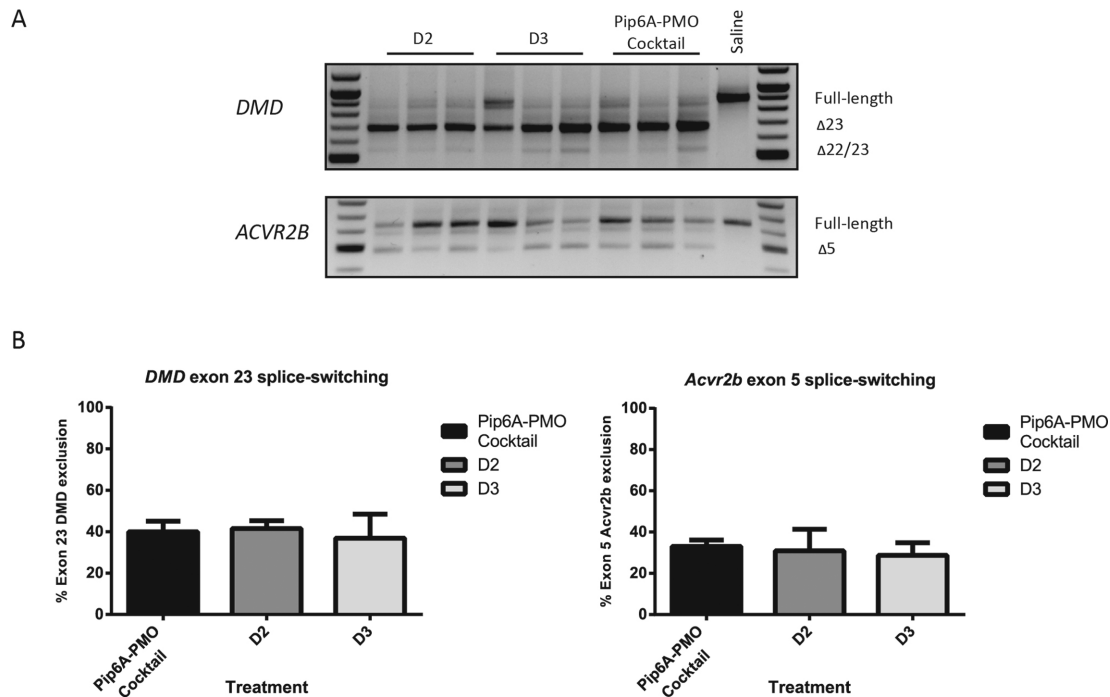 A
D2
D3
Pip6A-PMO
Cocktail
Saline
DMD
Full-length
Δ23
Δ22/23
ACVR2B
Full-length
Δ5
B
DMD exon 23 splice-switching
% Exon 23 DMD exclusion
100
80
60
40
20
0
Pip6A-PMO
Cocktail
D2
D3
Treatment
Pip6A-PMO
Cocktail
D2
D3
Acvr2b exon 5 splice-switching
% Exon 5 Acvr2b exclusion
100
80
60
40
20
0
Pip6A-PMO
Cocktail
D2
D3
Treatment
Pip6A-PMO
Cocktail
D2
D3